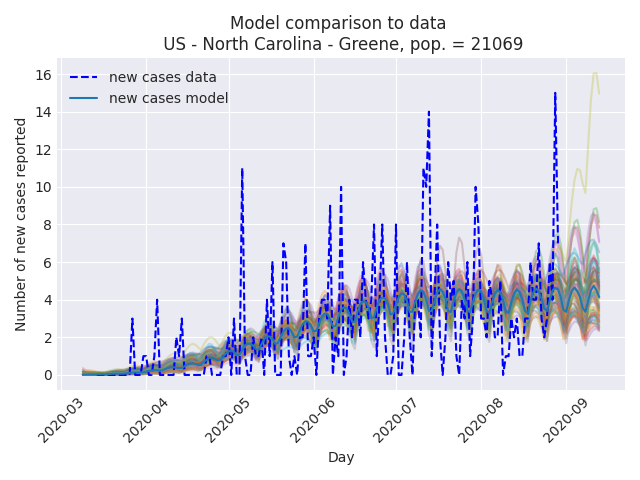 Model comparison to data
US - North Carolina - Greene, pop. = 21069
new cases data
new cases model
Number of new cases reported
16
14
12
10
8
6
4
2
0
2020-03
2020-04
2020-05
2020-06
2020-07
2020-08
2020-09
Day